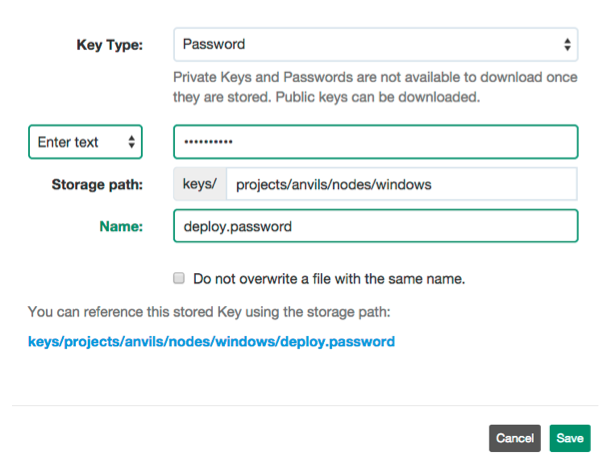 Key Type: Password
Private Keys and Passwords are not available to download once
they are stored. Public keys can be downloaded.
Enter text ••••••••••
Storage path: keys/ projects/anvils/nodes/windows
Name: deploy.password
Do not overwrite a file with the same name.
You can reference this stored Key using the storage path:
keys/projects/anvils/nodes/windows/deploy.password
Cancel Save